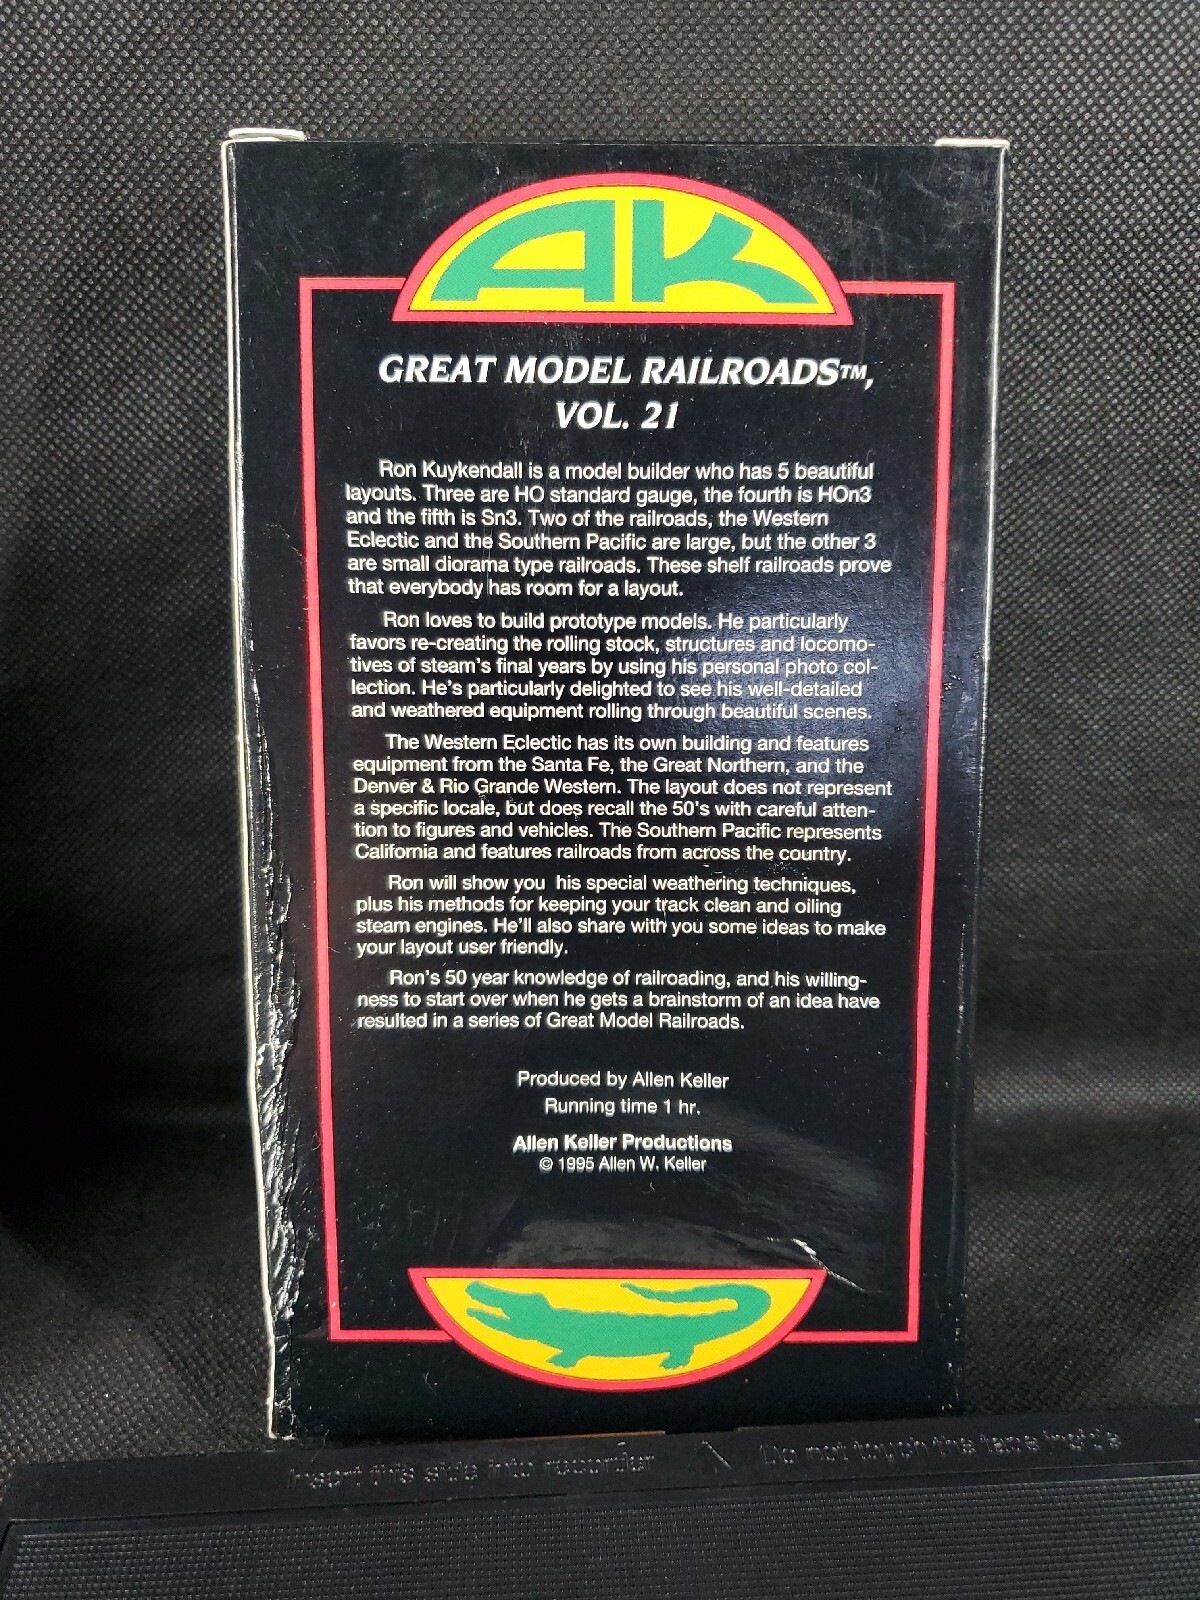 AK
GREAT MODEL RAILROADS™,
VOL. 21
Ron Kuykendall is a model builder who has 5 beautiful
layouts. Three are HO standard gauge, the fourth is HOn3
and the fifth is Sn3. Two of the railroads, the Western
Eclectic and the Southern Pacific are large, but the other 3
are small diorama type railroads. These shelf railroads prove
that everybody has room for a layout.
Ron loves to build prototype models. He particularly
favors re-creating the rolling stock, structures and locomo-
tives of steam's final years by using his personal photo col-
lection. He's particularly delighted to see his well-detailed
and weathered equipment rolling through beautiful scenes.
The Western Eclectic has its own building and features
equipment from the Santa Fe, the Great Northern, and the
Denver & Rio Grande Western. The layout does not represent
a specific locale, but does recall the 50's with careful atten-
tion to figures and vehicles. The Southern Pacific represents
California and features railroads from across the country.
Ron will show you his special weathering techniques,
plus his methods for keeping your track clean and oiling
steam engines. He'll also share with you some ideas to make
your layout user friendly.
Ron's 50 year knowledge of railroading, and his willing-
ness to start over when he gets a brainstorm of an idea have
resulted in a series of Great Model Railroads.
Produced by Allen Keller
Running time 1 hr.
Allen Keller Productions
© 1995 Allen W. Keller
Insert this side into recorder
Do not touch the tape inside